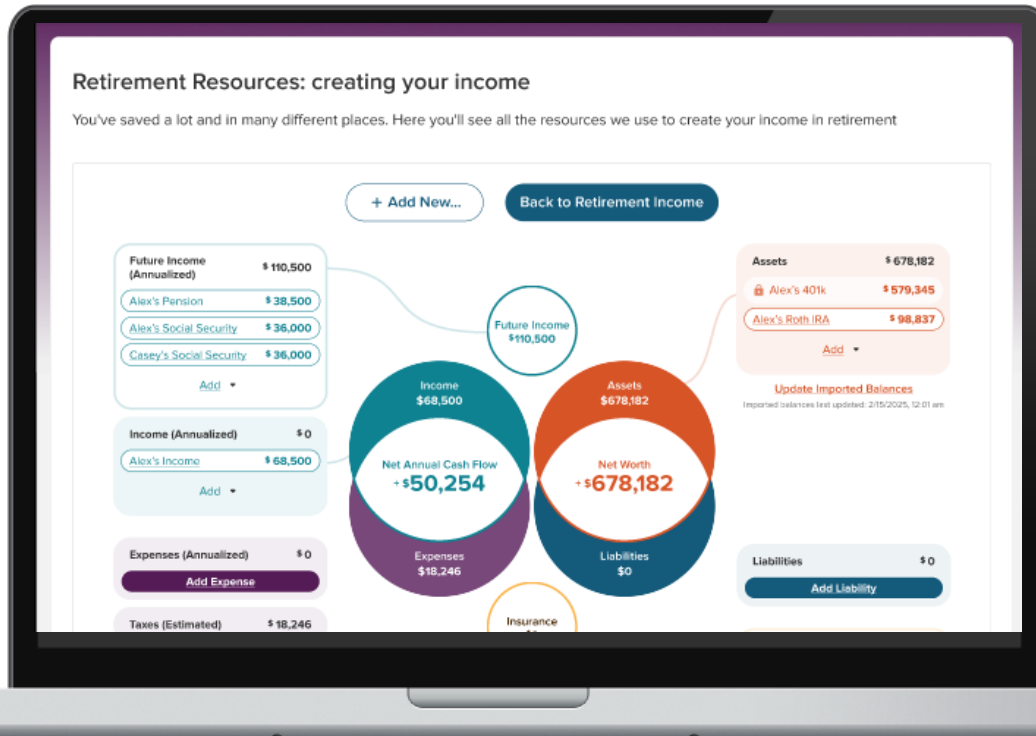 Retirement Resources: creating your income
You've saved a lot and in many different places. Here you'll see all the resources we use to create your income in retirement
+ Add New...
Back to Retirement Income
Future Income
(Annualized)
$ 110,500
Alex's Pension
$ 38,500
Alex's Social Security
$ 36,000
Casey's Social Security
$ 36,000
Add
Income (Annualized)
$ 0
Alex's Income
$ 68,500
Add
Expenses (Annualized)
$ 0
Add Expense
Taxes (Estimated)
$ 18,246
Future Income
$110,500
Income
$68,500
Net Annual Cash Flow
+ $50,254
Expenses
$18,246
Assets
$678,182
Net Worth
+ $678,182
Liabilities
$0
Insurance
Assets
$ 678,182
Alex's 401k
$ 579,345
Alex's Roth IRA
$ 98,837
Add
Update Imported Balances
Imported balances last updated: 2/15/2025, 12:01 am
Liabilities
$ 0
Add Liability